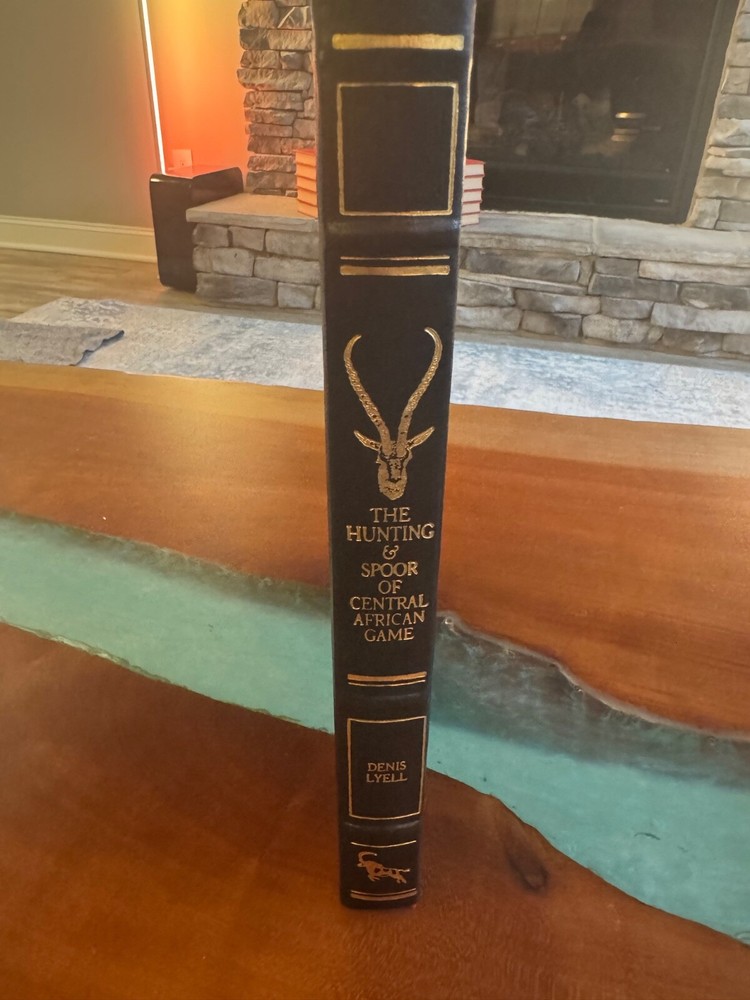 THE
HUNTING
&
SPOOR
OF
CENTRAL
AFRICAN
GAME
DENIS
LYELL